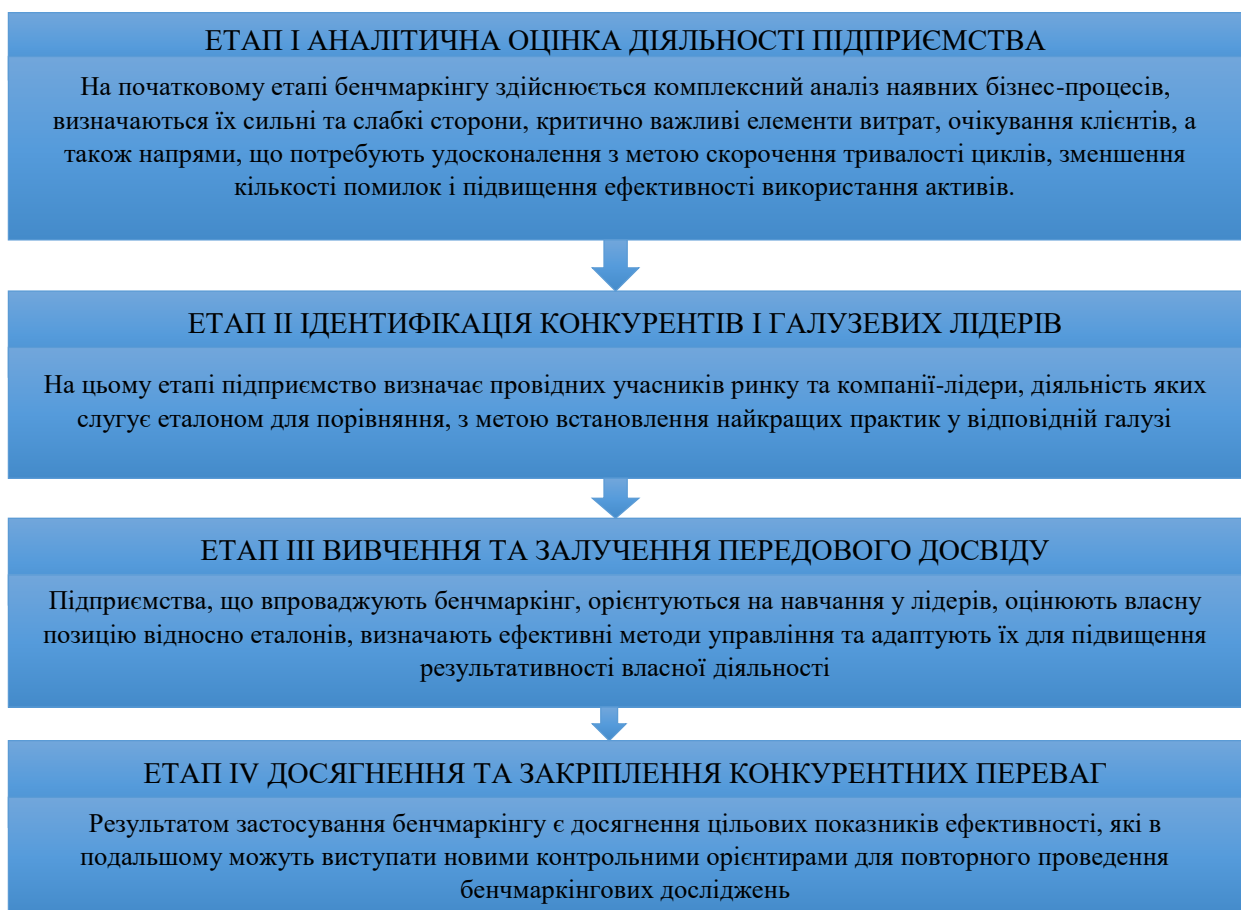 ЕТАП І АНАЛІТИЧНА ОЦІНКА ДІЯЛЬНОСТІ ПІДПРИЄМСТВА
На початковому етапі бенчмаркінгу здійснюється комплексний аналіз наявних бізнес-процесів,
визначаються їх сильні та слабкі сторони, критично важливі елементи витрат, очікування клієнтів, а
також напрями, що потребують удосконалення з метою скорочення тривалості циклів, зменшення
кількості помилок і підвищення ефективності використання активів.
ЕТАП ІІ ІДЕНТИФІКАЦІЯ КОНКУРЕНТІВ І ГАЛУЗЕВИХ ЛІДЕРІВ
На цьому етапі підприємство визначає провідних учасників ринку та компанії-лідери, діяльність яких
слугує еталоном для порівняння, з метою встановлення найкращих практик у відповідній галузі
ЕТАП ІІІ ВИВЧЕННЯ ТА ЗАЛУЧЕННЯ ПЕРЕДОВОГО ДОСВІДУ
Підприємства, що впроваджують бенчмаркінг, орієнтуються на навчання у лідерів, оцінюють власну
позицію відносно еталонів, визначають ефективні методи управління та адаптують їх для підвищення
результативності власної діяльності
ЕТАП IV ДОСЯГНЕННЯ ТА ЗАКРІПЛЕННЯ КОНКУРЕНТНИХ ПЕРЕВАГ
Результатом застосування бенчмаркінгу є досягнення цільових показників ефективності, які в
подальшому можуть виступати новими контрольними орієнтирами для повторного проведення
бенчмаркінгових досліджень